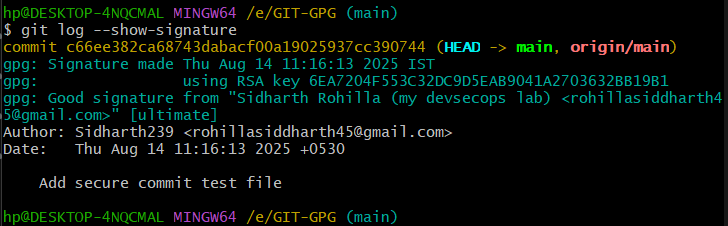 hp@DESKTOP-4NQCMAL MINGW64 /e/GIT-GPG (main)
$ git log --show-signature
commit c66ee382ca68743dabacf00a19025937cc390744 (HEAD -> main, origin/main)
gpg: Signature made Thu Aug 14 11:16:13 2025 IST
gpg:                using RSA key 6EA7204F553C32DC9D5EAB9041A2703632BB19B1
gpg: Good signature from "Sidharth Rohilla (my devsecops lab) <rohillasiddharth4
5@gmail.com>" [ultimate]
Author: Sidharth239 <rohillasiddharth45@gmail.com>
Date:   Thu Aug 14 11:16:13 2025 +0530
    Add secure commit test file
hp@DESKTOP-4NQCMAL MINGW64 /e/GIT-GPG (main)